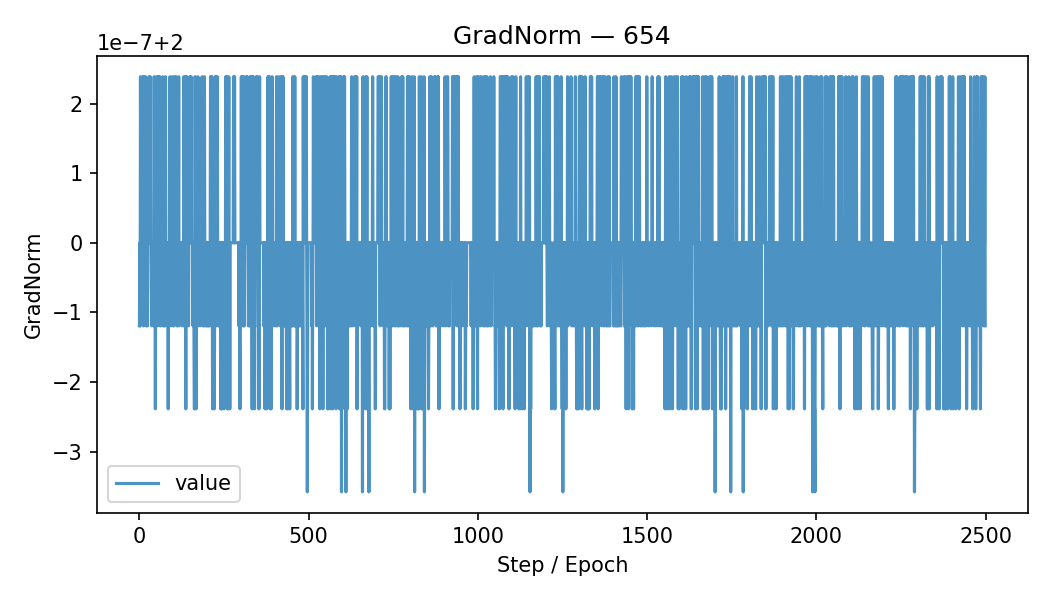 GradNorm — 654
1e−7+2
2
1
0
−1
−2
−3
GradNorm
value
0 500 1000 1500 2000 2500
Step / Epoch